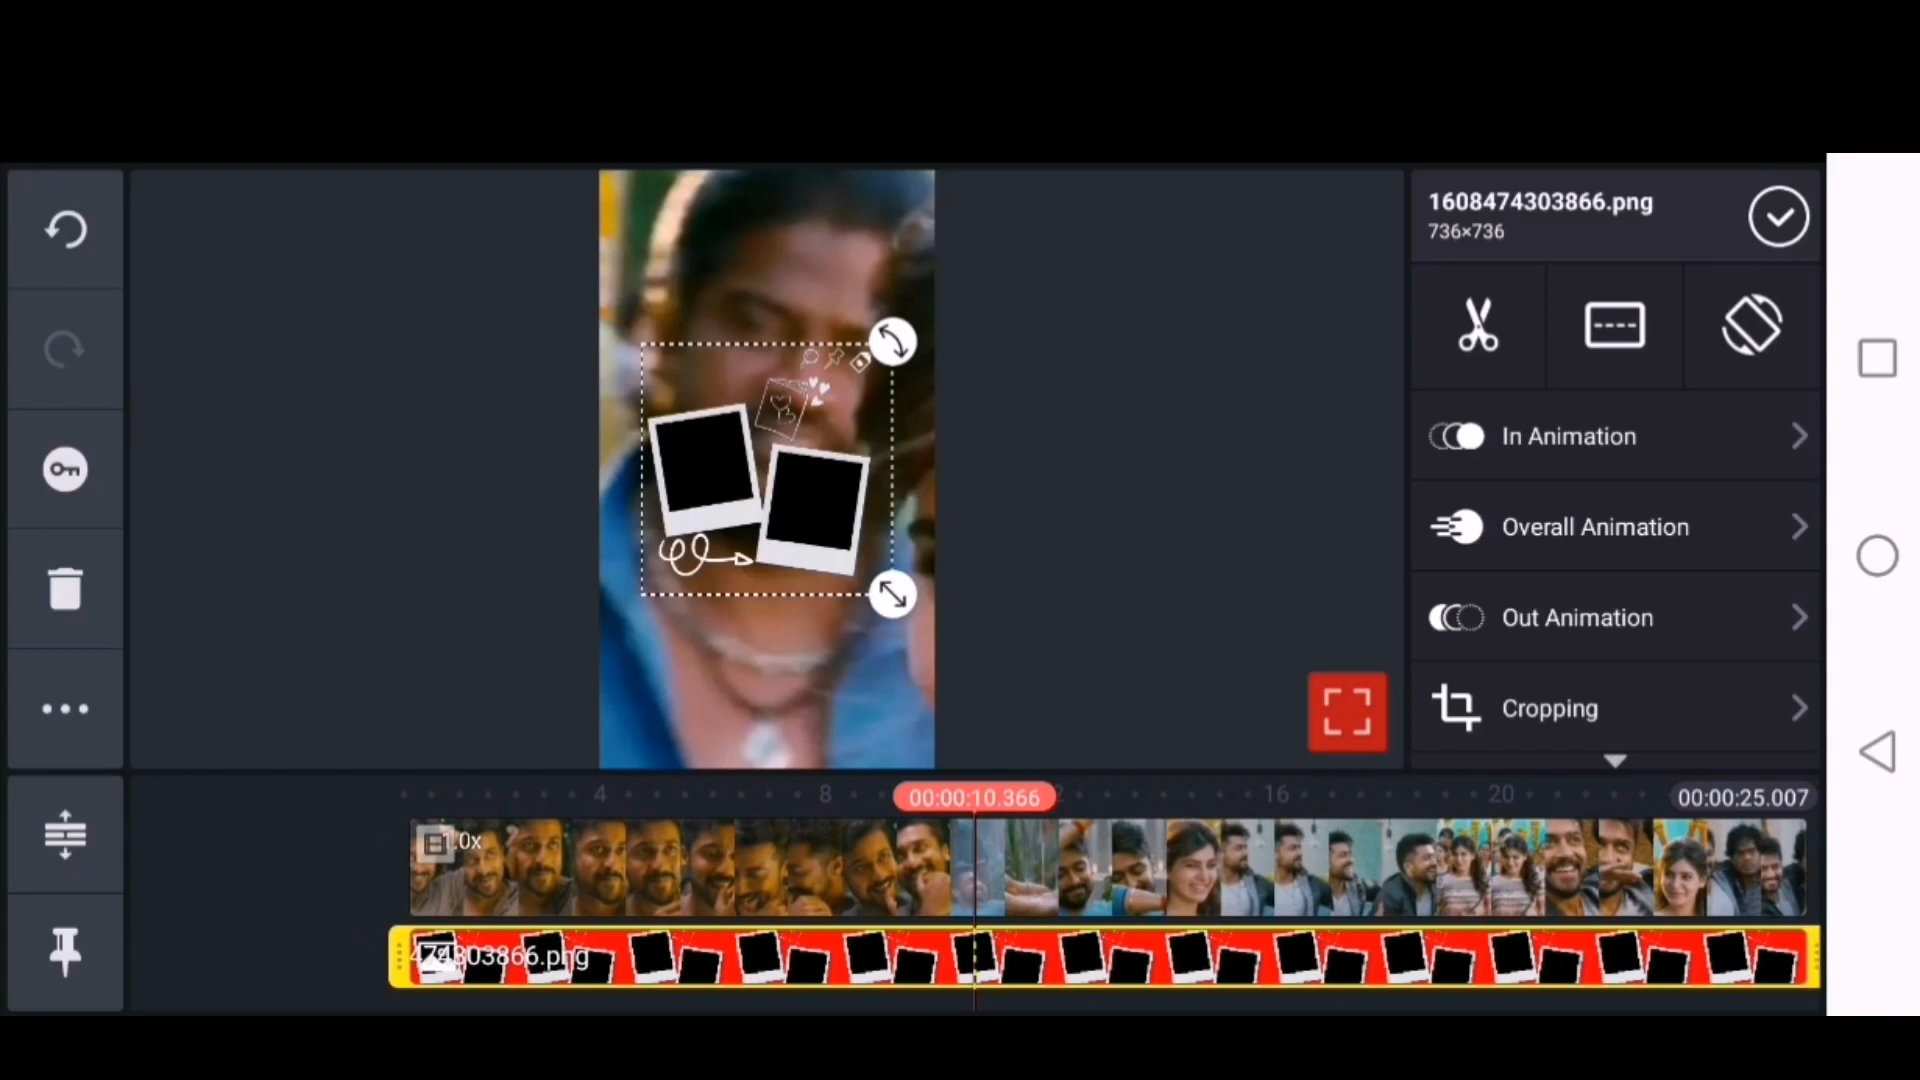 1608474303866.png
736×736
In Animation
Overall Animation
Out Animation
Cropping
4
8
00:00:10.366
2
16
20
00:00:25.007
1.0x
474303866.png